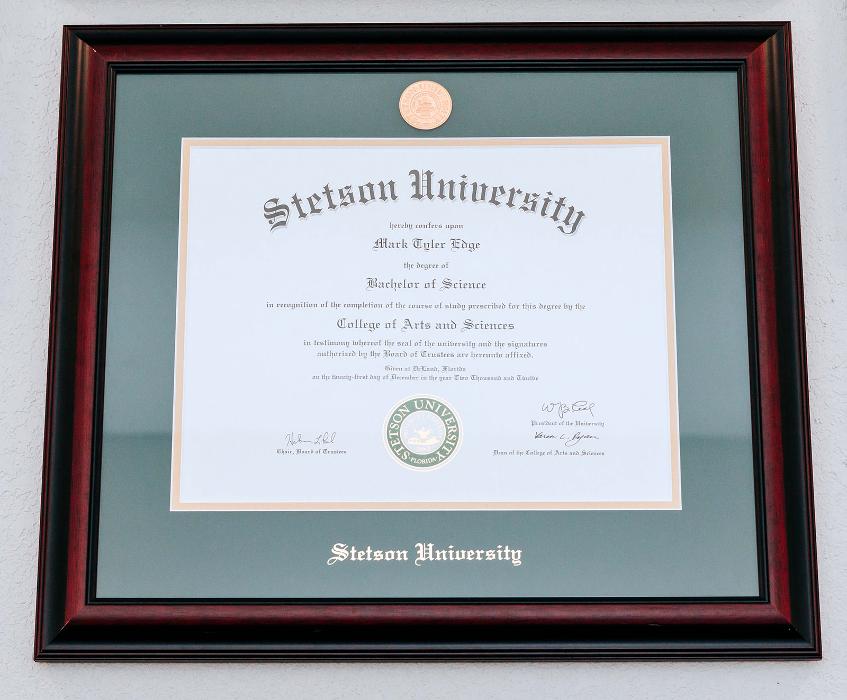 Stetson University
hereby confers upon
Mark Tyler Edge
the degree of
Bachelor of Science
in recognition of the completion of the course of study prescribed for this degree by the
College of Arts and Sciences
in testimony whereof the seal of the university and the signatures
authorized by the Board of Trustees are hereunto affixed.
Given at DeLand, Florida
on the twenty-first day of December in the year Two Thousand and Twelve
STETSON UNIVERSITY
FLORIDA
President of the University
Chair, Board of Trustees
Dean of the College of Arts and Sciences
Stetson University